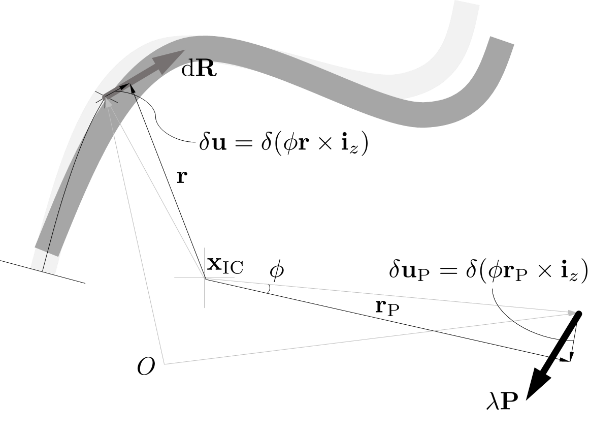 dR
δu = δ(ϕr × i_z)
r
x_IC
ϕ
δu_P = δ(ϕr_P × i_z)
r_P
O
λP